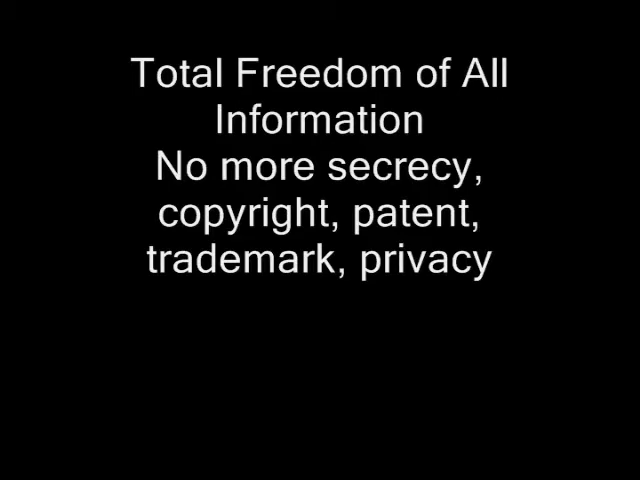 Total Freedom of All
Information
No more secrecy,
copyright, patent,
trademark, privacy